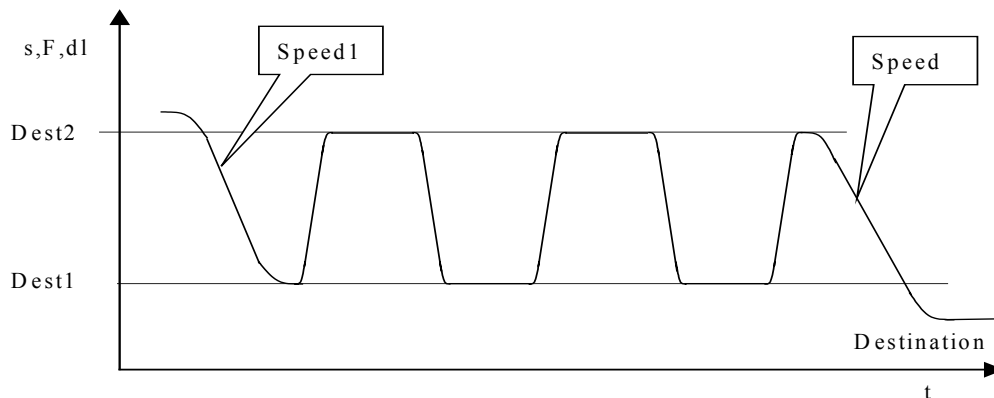 s,F,dl
Speed1
Speed
Dest2
Dest1
Destination
t